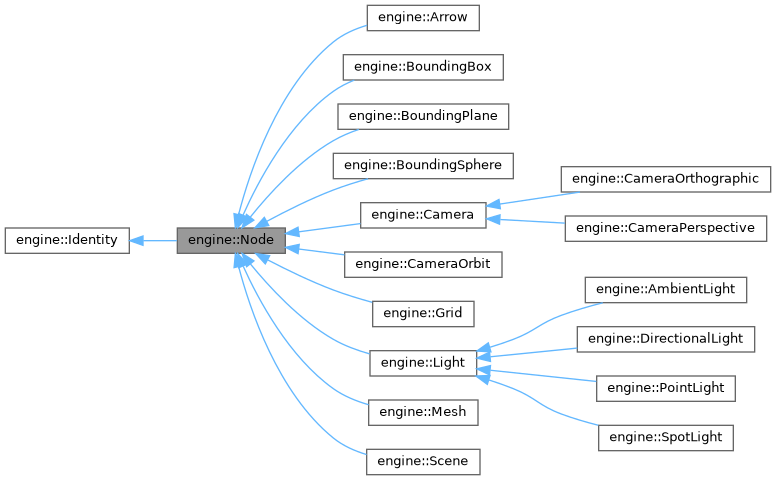 engine::Arrow
engine::BoundingBox
engine::BoundingPlane
engine::BoundingSphere
engine::CameraOrthographic
engine::Camera
engine::CameraPerspective
engine::Identity
engine::Node
engine::CameraOrbit
engine::AmbientLight
engine::Grid
engine::DirectionalLight
engine::Light
engine::PointLight
engine::Mesh
engine::SpotLight
engine::Scene